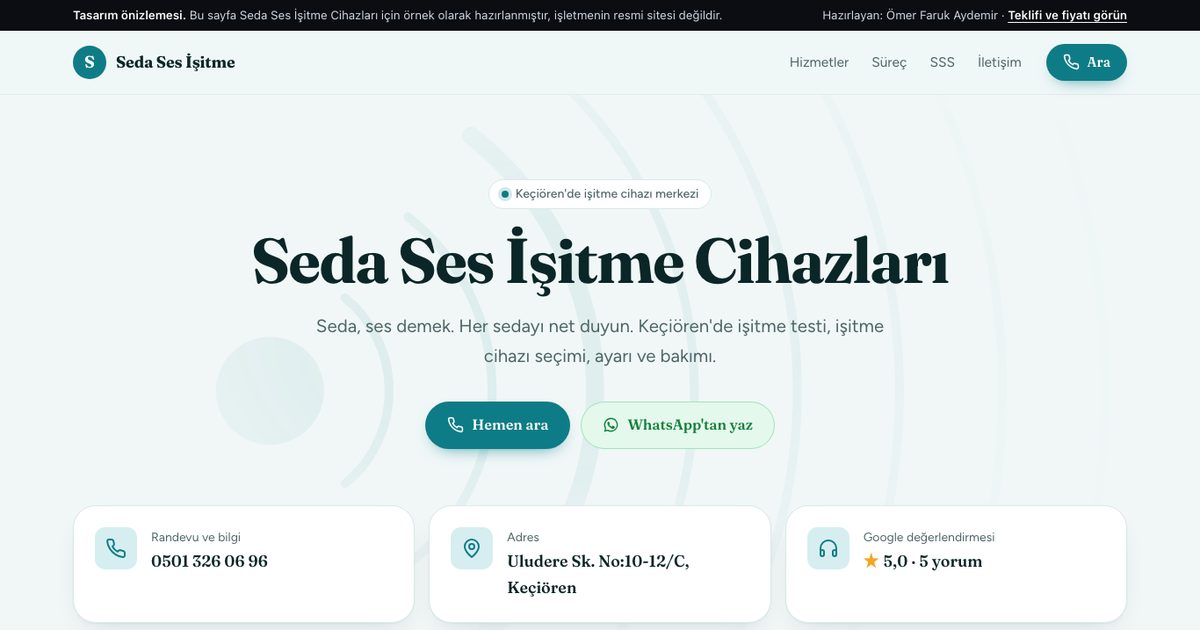 Tasarım önizlemesi. Bu sayfa Seda Ses İşitme Cihazları için örnek olarak hazırlanmıştır, işletmenin resmi sitesi değildir.
Hazırlayan: Ömer Faruk Aydemir · Teklifi ve fiyatı görün
S
Seda Ses İşitme
Hizmetler
Süreç
SSS
İletişim
Ara
Keçiören'de işitme cihazı merkezi
Seda Ses İşitme Cihazları
Seda, ses demek. Her sedayı net duyun. Keçiören'de işitme testi, işitme
cihazı seçimi, ayarı ve bakımı.
Hemen ara
WhatsApp'tan yaz
Randevu ve bilgi
0501 326 06 96
Adres
Uludere Sk. No:10-12/C,
Keçiören
Google değerlendirmesi
★ 5,0 · 5 yorum